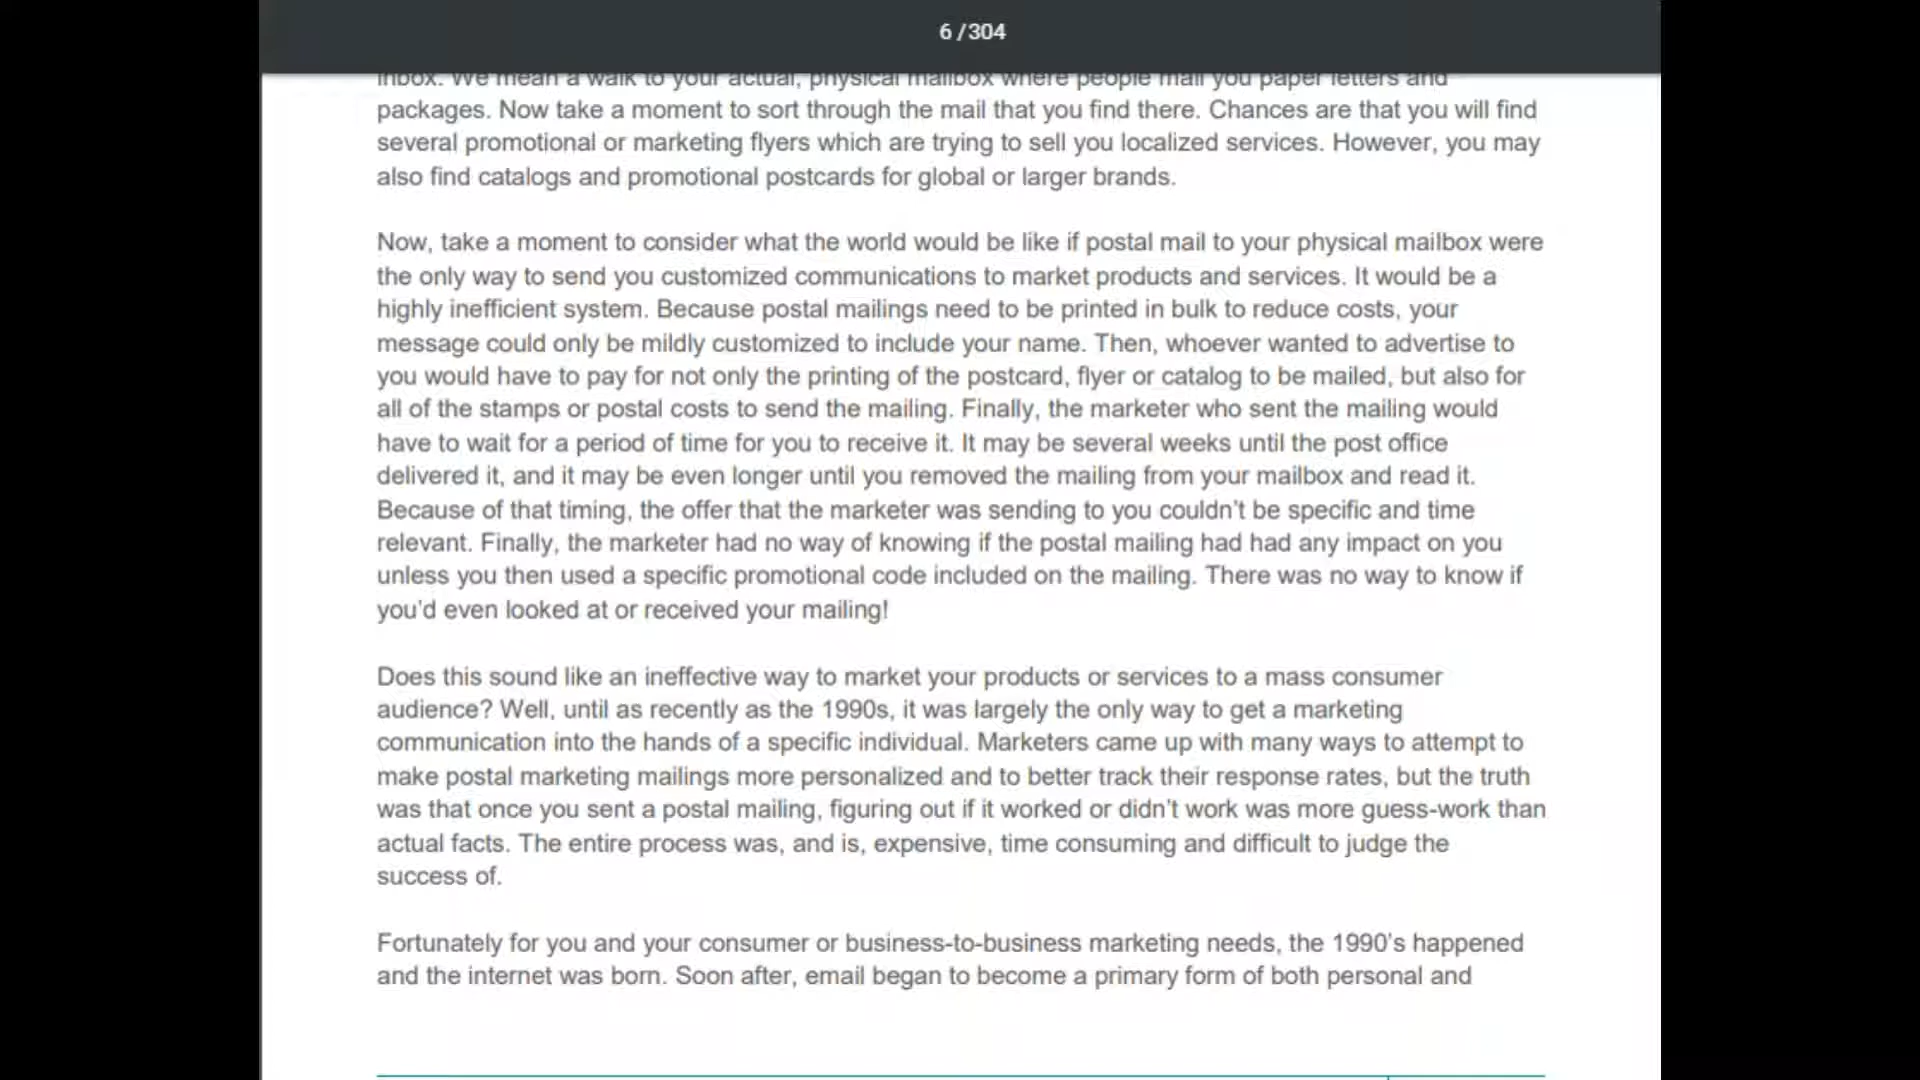 6 / 304
inbox. We mean a walk to your actual, physical mailbox where people mail you paper letters and
packages. Now take a moment to sort through the mail that you find there. Chances are that you will find
several promotional or marketing flyers which are trying to sell you localized services. However, you may
also find catalogs and promotional postcards for global or larger brands.
Now, take a moment to consider what the world would be like if postal mail to your physical mailbox were
the only way to send you customized communications to market products and services. It would be a
highly inefficient system. Because postal mailings need to be printed in bulk to reduce costs, your
message could only be mildly customized to include your name. Then, whoever wanted to advertise to
you would have to pay for not only the printing of the postcard, flyer or catalog to be mailed, but also for
all of the stamps or postal costs to send the mailing. Finally, the marketer who sent the mailing would
have to wait for a period of time for you to receive it. It may be several weeks until the post office
delivered it, and it may be even longer until you removed the mailing from your mailbox and read it.
Because of that timing, the offer that the marketer was sending to you couldn't be specific and time
relevant. Finally, the marketer had no way of knowing if the postal mailing had had any impact on you
unless you then used a specific promotional code included on the mailing. There was no way to know if
you'd even looked at or received your mailing!
Does this sound like an ineffective way to market your products or services to a mass consumer
audience? Well, until as recently as the 1990s, it was largely the only way to get a marketing
communication into the hands of a specific individual. Marketers came up with many ways to attempt to
make postal marketing mailings more personalized and to better track their response rates, but the truth
was that once you sent a postal mailing, figuring out if it worked or didn't work was more guess-work than
actual facts. The entire process was, and is, expensive, time consuming and difficult to judge the
success of.
Fortunately for you and your consumer or business-to-business marketing needs, the 1990's happened
and the internet was born. Soon after, email began to become a primary form of both personal and